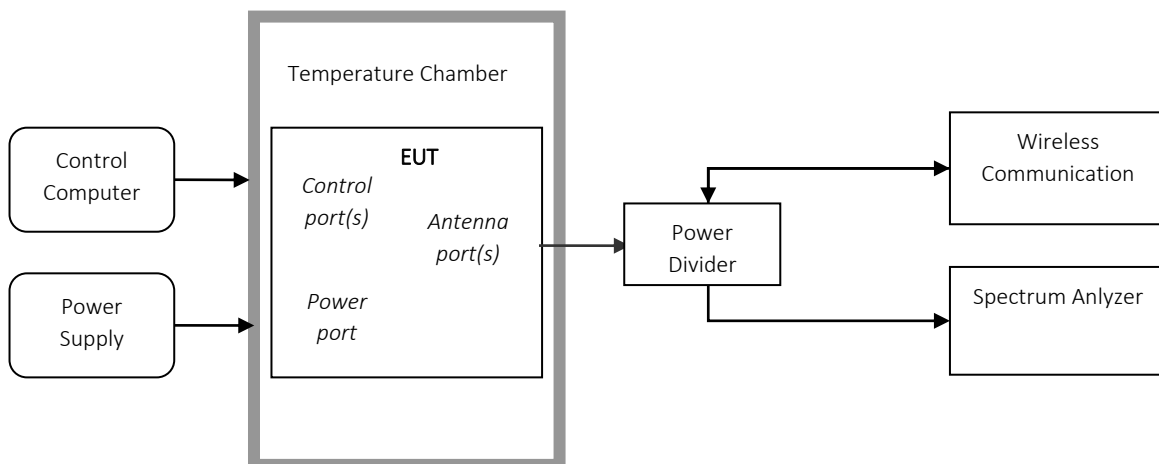 Temperature Chamber
Control
Computer
Power
Supply
EUT
Control
port(s)
Antenna
port(s)
Power
port
Power
Divider
Wireless
Communication
Spectrum Anlyzer